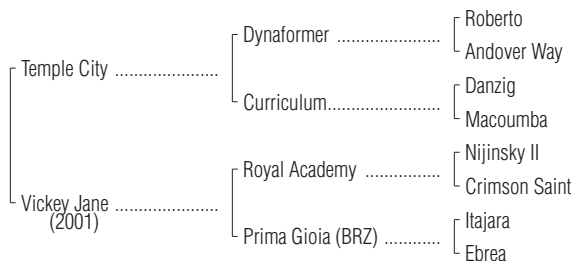 Roberto
Dynaformer ......................
Andover Way
Temple City ......................
Danzig
Curriculum........................
Macoumba
Nijinsky II
Royal Academy ................
Crimson Saint
Vickey Jane ......................
(2001)
Itajara
Prima Gioia (BRZ) ............
Ebrea